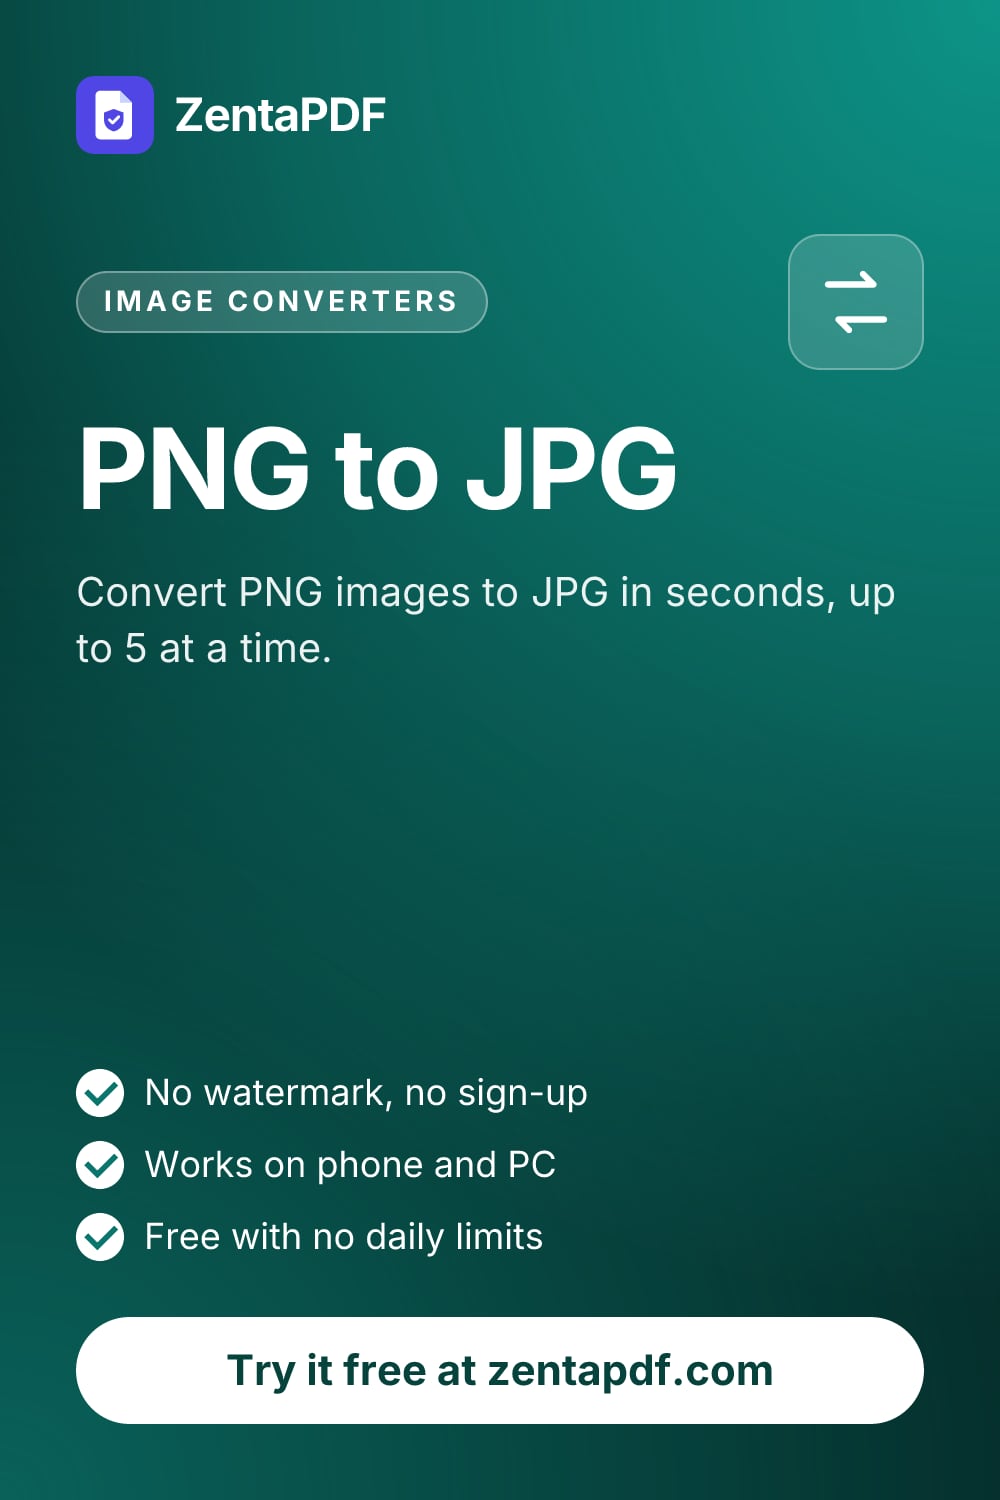 ZentaPDF
IMAGE CONVERTERS
PNG to JPG
Convert PNG images to JPG in seconds, up
to 5 at a time.
No watermark, no sign-up
Works on phone and PC
Free with no daily limits
Try it free at zentapdf.com